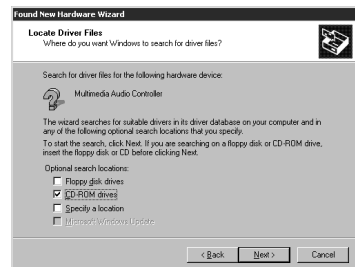 Found New Hardware Wizard
Locate Driver Files
Where do you want Windows to search for driver files?
Search for driver files for the following hardware device:
Multimedia Audio Controller
The wizard searches for suitable drivers in its driver database on your computer and in
any of the following optional search locations that you specify.
To start the search, click Next. If you are searching on a floppy disk or CD-ROM drive,
insert the floppy disk or CD before clicking Next.
Optional search locations:
Floppy disk drives
CD-ROM drives
Specify a location
Microsoft Windows Update
< Back Next > Cancel